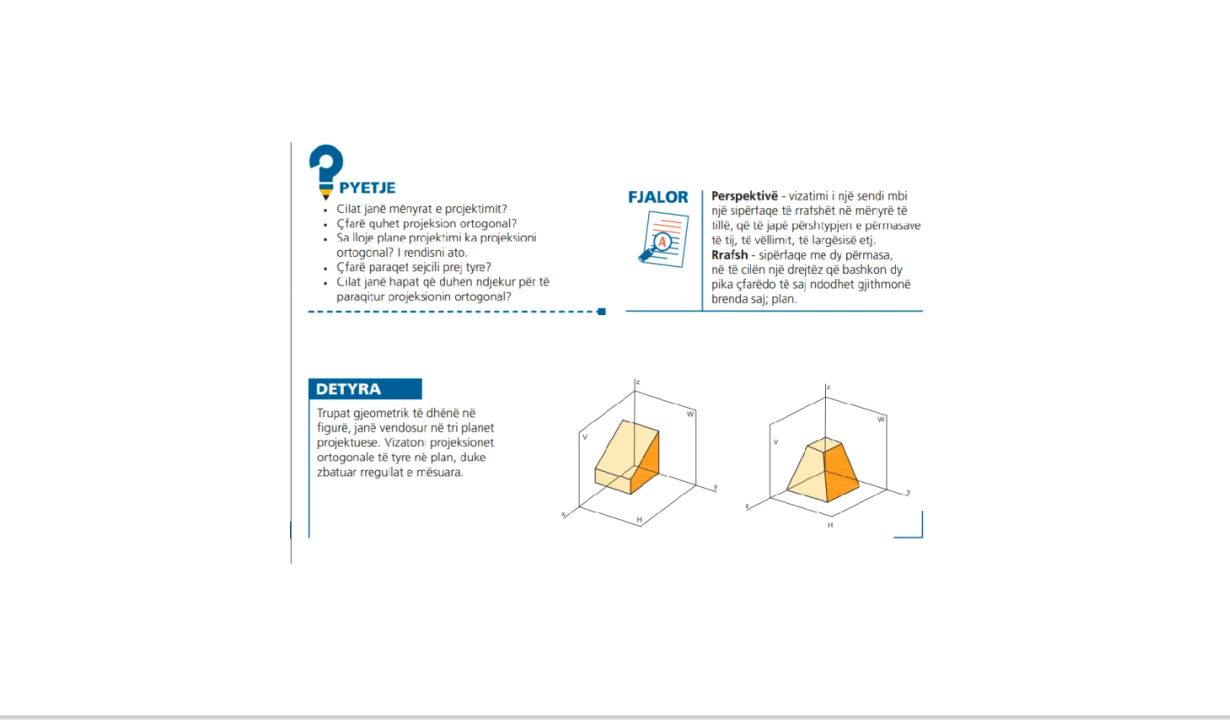 PYETJE
• Cilat janë mënyrat e projektimit?
• Çfarë quhet projeksion ortogonal?
• Sa lloje plane projektimi ka projeksioni
ortogonal? I rendisni ato.
• Çfarë paraqet sejcili prej tyre?
• Cilat janë hapat që duhen ndjekur për të
paraqitur projeksionin ortogonal?
FJALOR
A
Perspektivë - vizatimi i një sendi mbi
një sipërfaqe të rrafshët në mënyrë të
tillë, që të japë përshtypjen e përmasave
të tij, të vëllimit, të largësisë etj.
Rrafsh - sipërfaqe me dy përmasa,
në të cilën një drejtëz që bashkon dy
pika çfarëdo të saj ndodhet gjithmonë
brenda saj; plan.
DETYRA
Trupat gjeometrik të dhënë në
figurë, janë vendosur në tri planet
projektuese. Vizatoni projeksionet
ortogonale të tyre në plan, duke
zbatuar rregullat e mësuara.
z
W
V
y
x
H
z
W
V
y
x
H